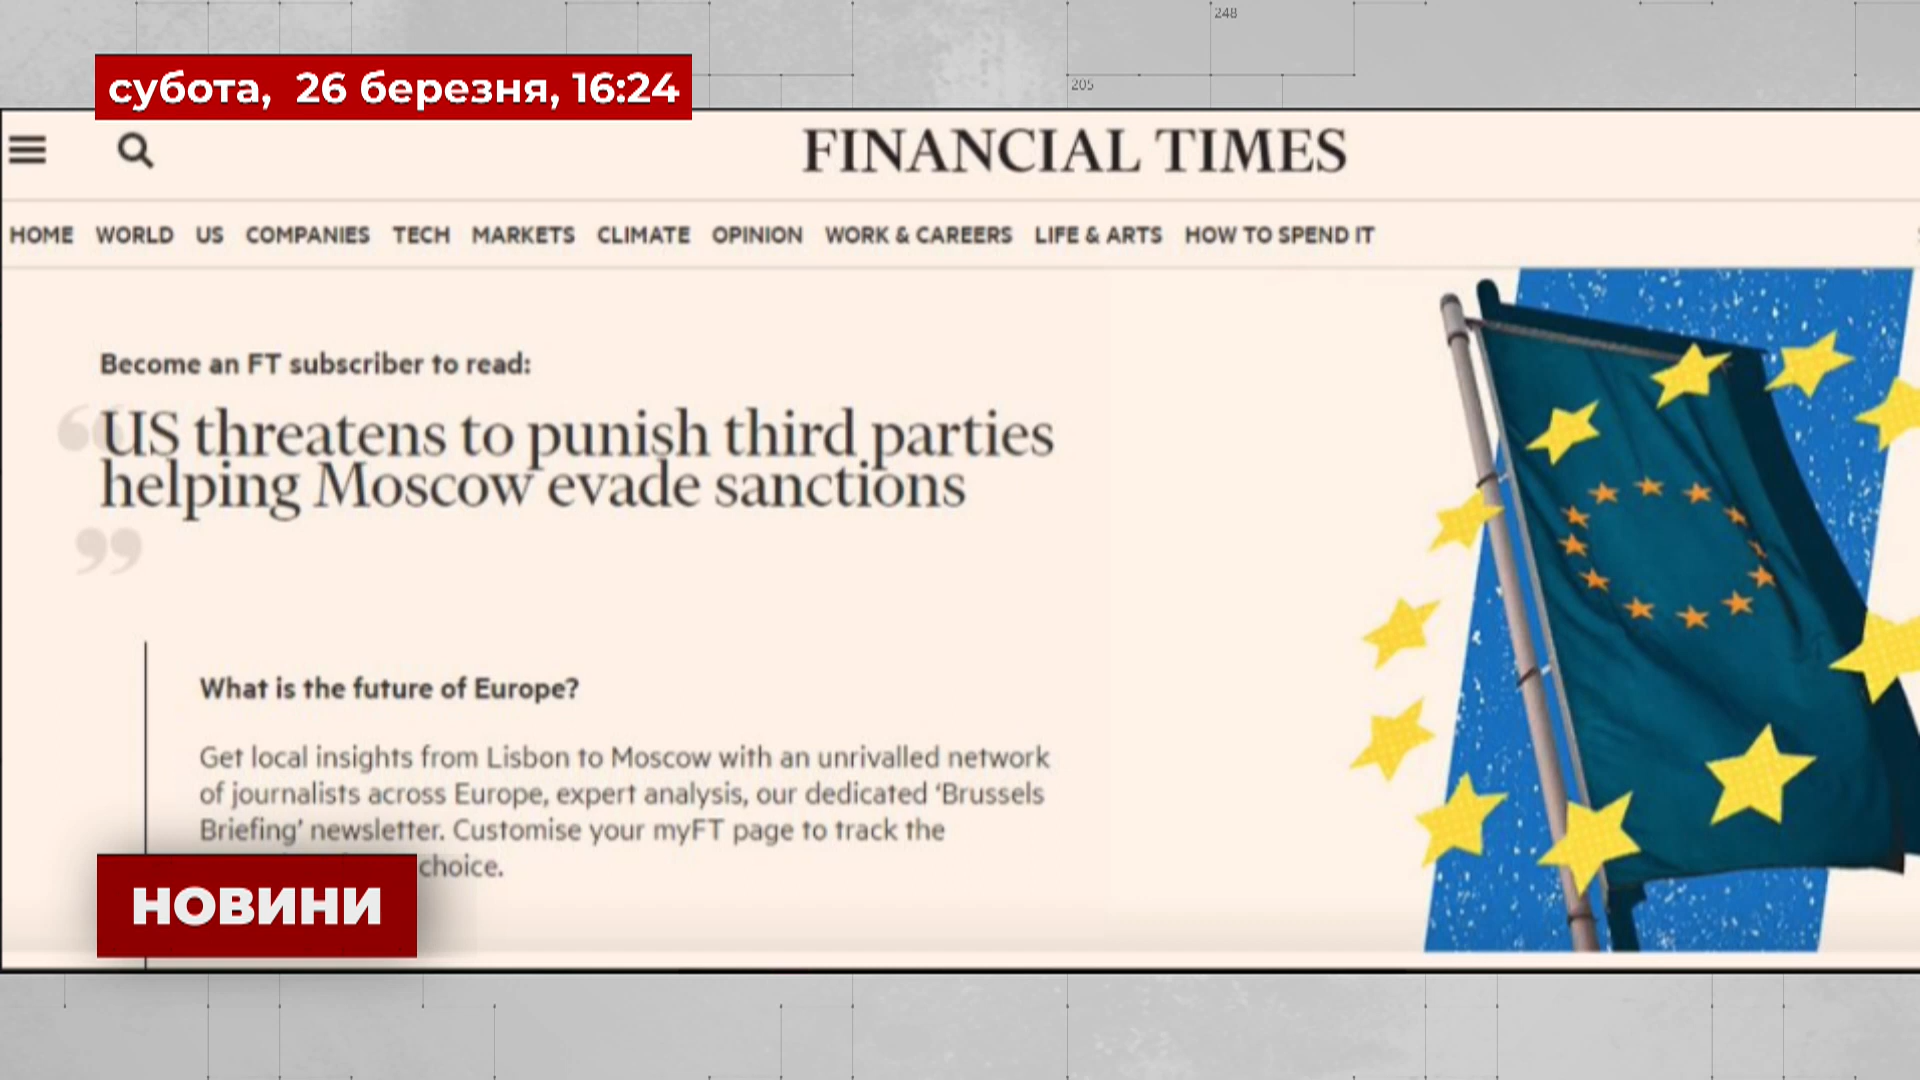 248
205
субота, 26 березня, 16:24
FINANCIAL TIMES
HOME WORLD US COMPANIES TECH MARKETS CLIMATE OPINION WORK & CAREERS LIFE & ARTS HOW TO SPEND IT
Become an FT subscriber to read:
“US threatens to punish third parties
helping Moscow evade sanctions
”
What is the future of Europe?
Get local insights from Lisbon to Moscow with an unrivalled network
of journalists across Europe, expert analysis, our dedicated ‘Brussels
Briefing’ newsletter. Customise your myFT page to track the
choice.
НОВИНИ